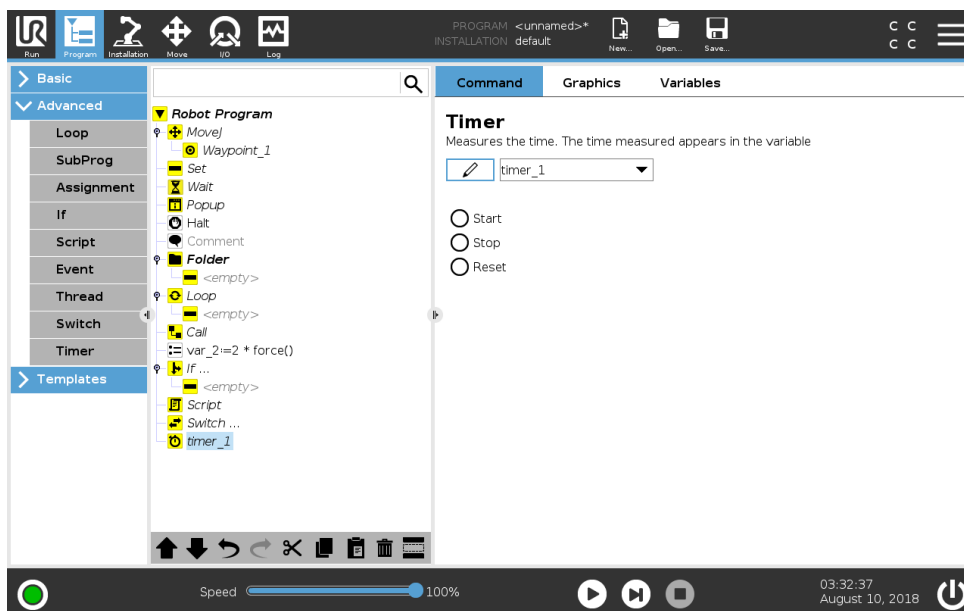 UR
PROGRAM <unnamed>*
INSTALLATION default
Run Program Installation Move I/O Log New... Open... Save...
C C
C C
Basic
Advanced
Loop
SubProg
Assignment
If
Script
Event
Thread
Switch
Timer
Templates
Robot Program
MoveJ
Waypoint_1
Set
Wait
Popup
Halt
Comment
Folder
<empty>
Loop
<empty>
Call
var_2:=2 * force()
If ...
<empty>
Script
Switch ...
timer_1
Command Graphics Variables
Timer
Measures the time. The time measured appears in the variable
timer_1
Start
Stop
Reset
Speed 100%
03:32:37
August 10, 2018